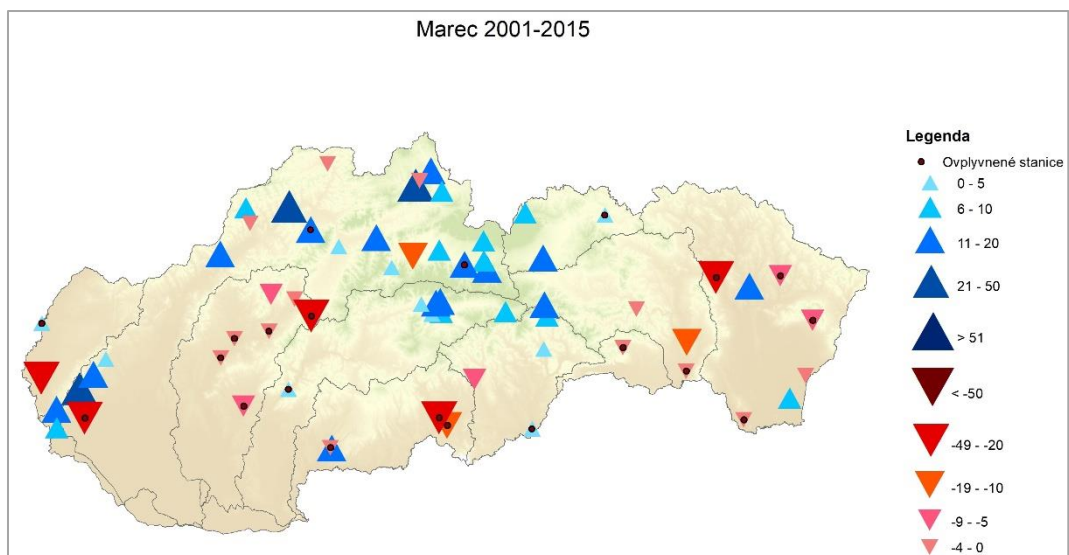 Marec 2001-2015
Legenda
Ovplyvnené stanice
0 - 5
6 - 10
11 - 20
21 - 50
> 51
< -50
-49 - -20
-19 - -10
-9 - -5
-4 - 0